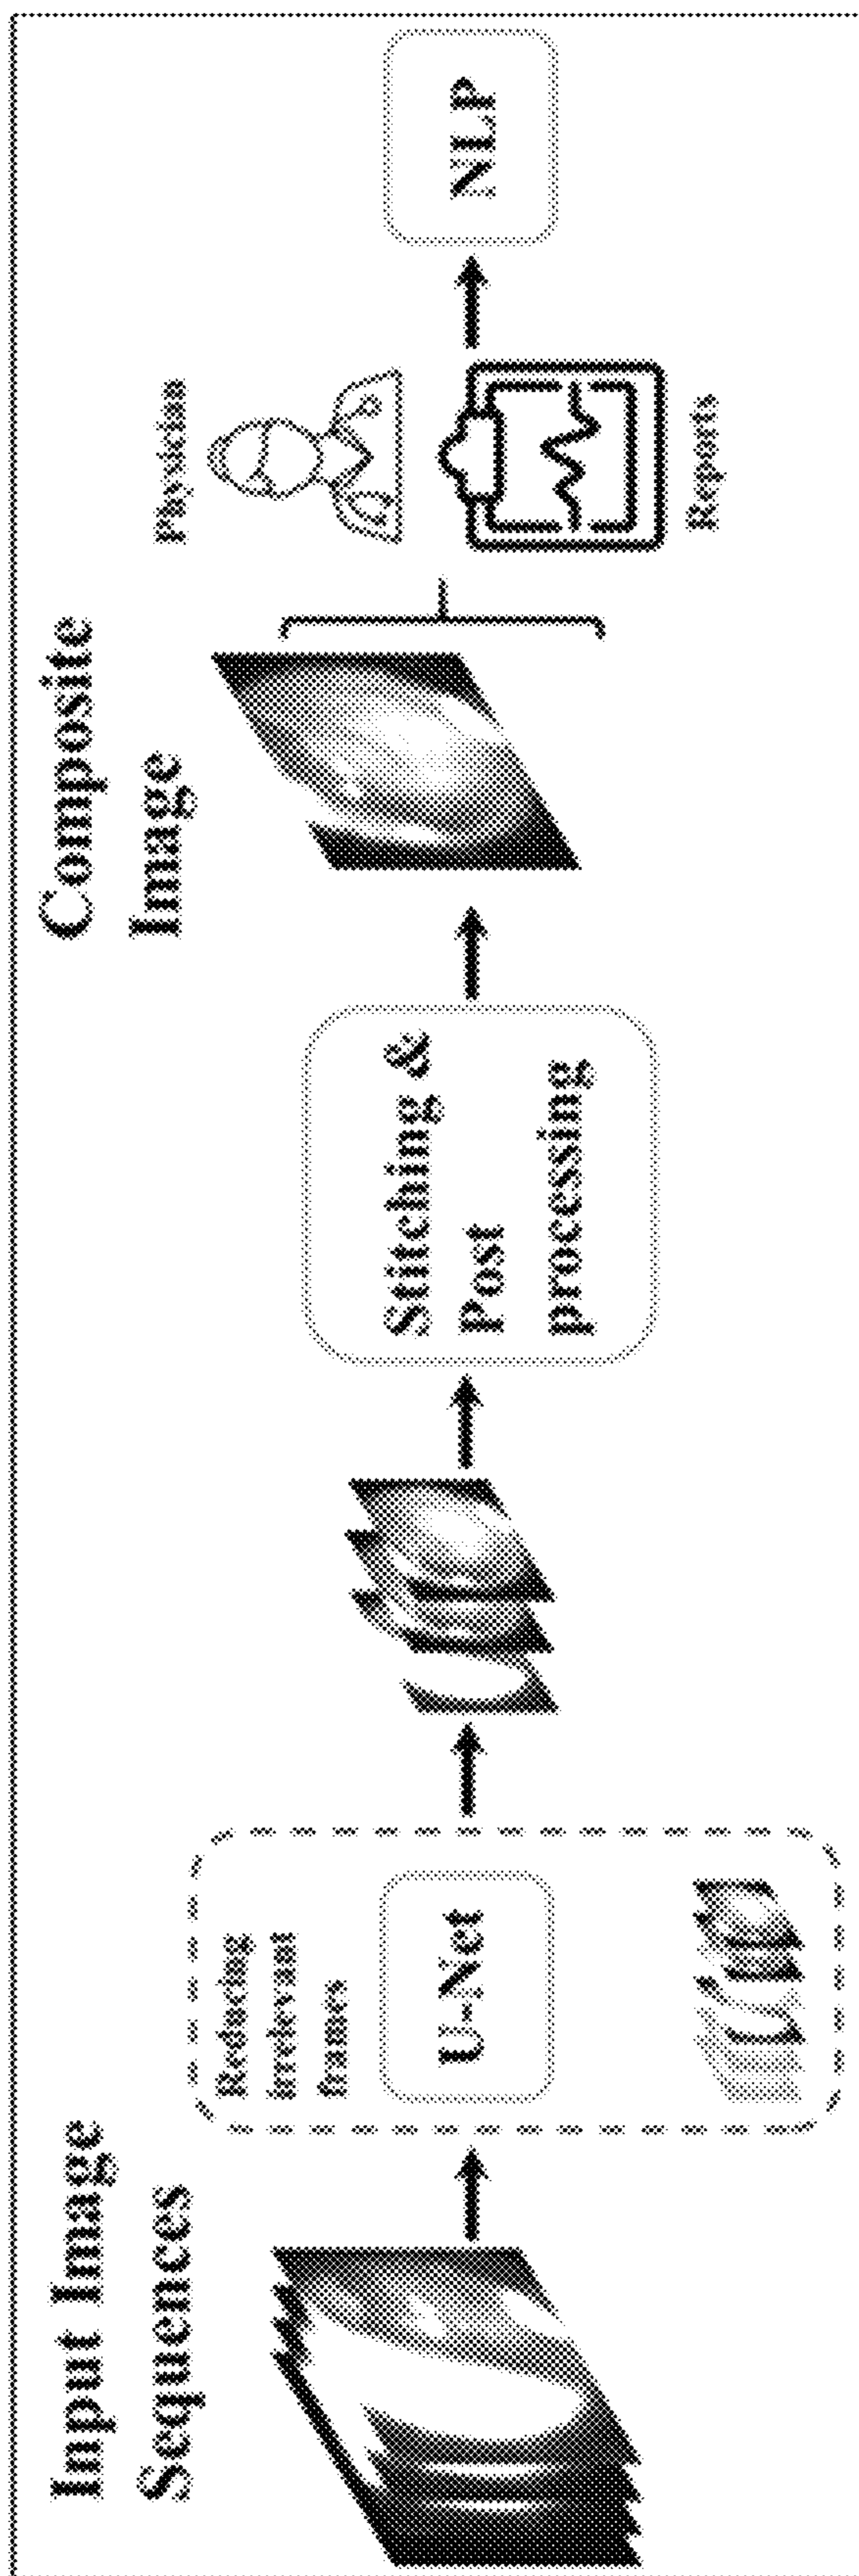 Input Image
Sequences
Reducing
irrelevant
frames
U-Net
Stitching &
Post
processing
Composite
Image
Physician
Reports
NLP